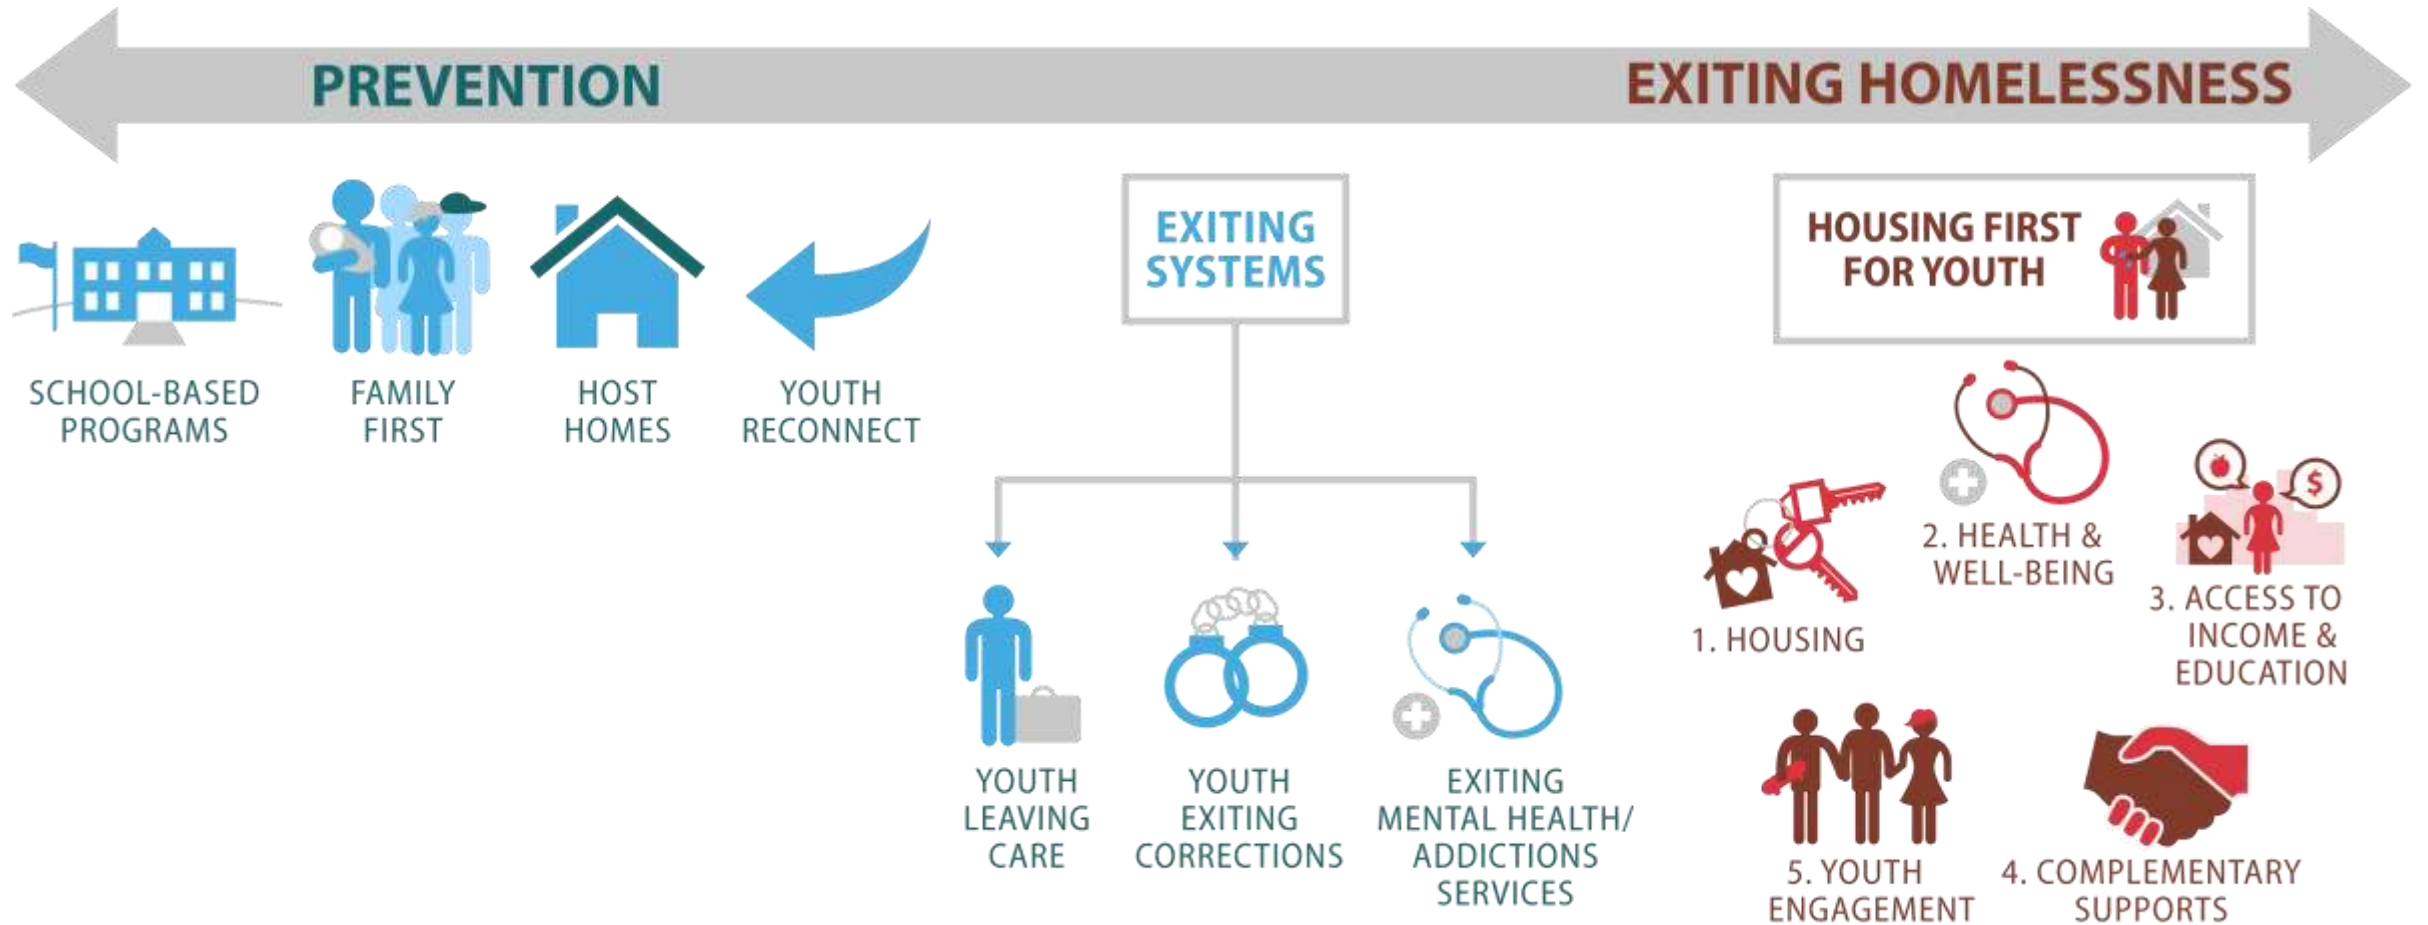 PREVENTION
EXITING HOMELESSNESS
SCHOOL-BASED
PROGRAMS
FAMILY
FIRST
HOST
HOMES
YOUTH
RECONNECT
EXITING
SYSTEMS
YOUTH
LEAVING
CARE
YOUTH
EXITING
CORRECTIONS
EXITING
MENTAL HEALTH/
ADDICTIONS
SERVICES
HOUSING FIRST
FOR YOUTH
1. HOUSING
2. HEALTH &
WELL-BEING
$
3. ACCESS TO
INCOME &
EDUCATION
4. COMPLEMENTARY
SUPPORTS
5. YOUTH
ENGAGEMENT